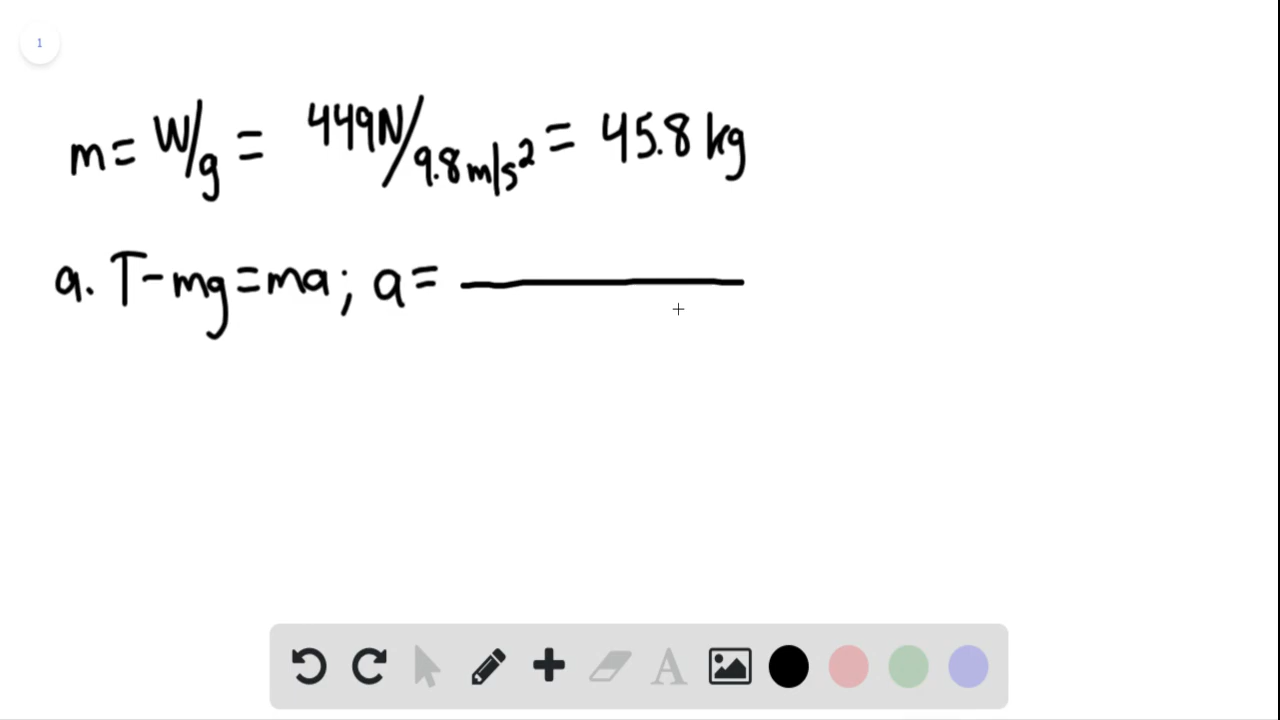 1
m = W/g = 449N/9.8 m/s² = 45.8 kg
a. T - mg = ma ; a =
A